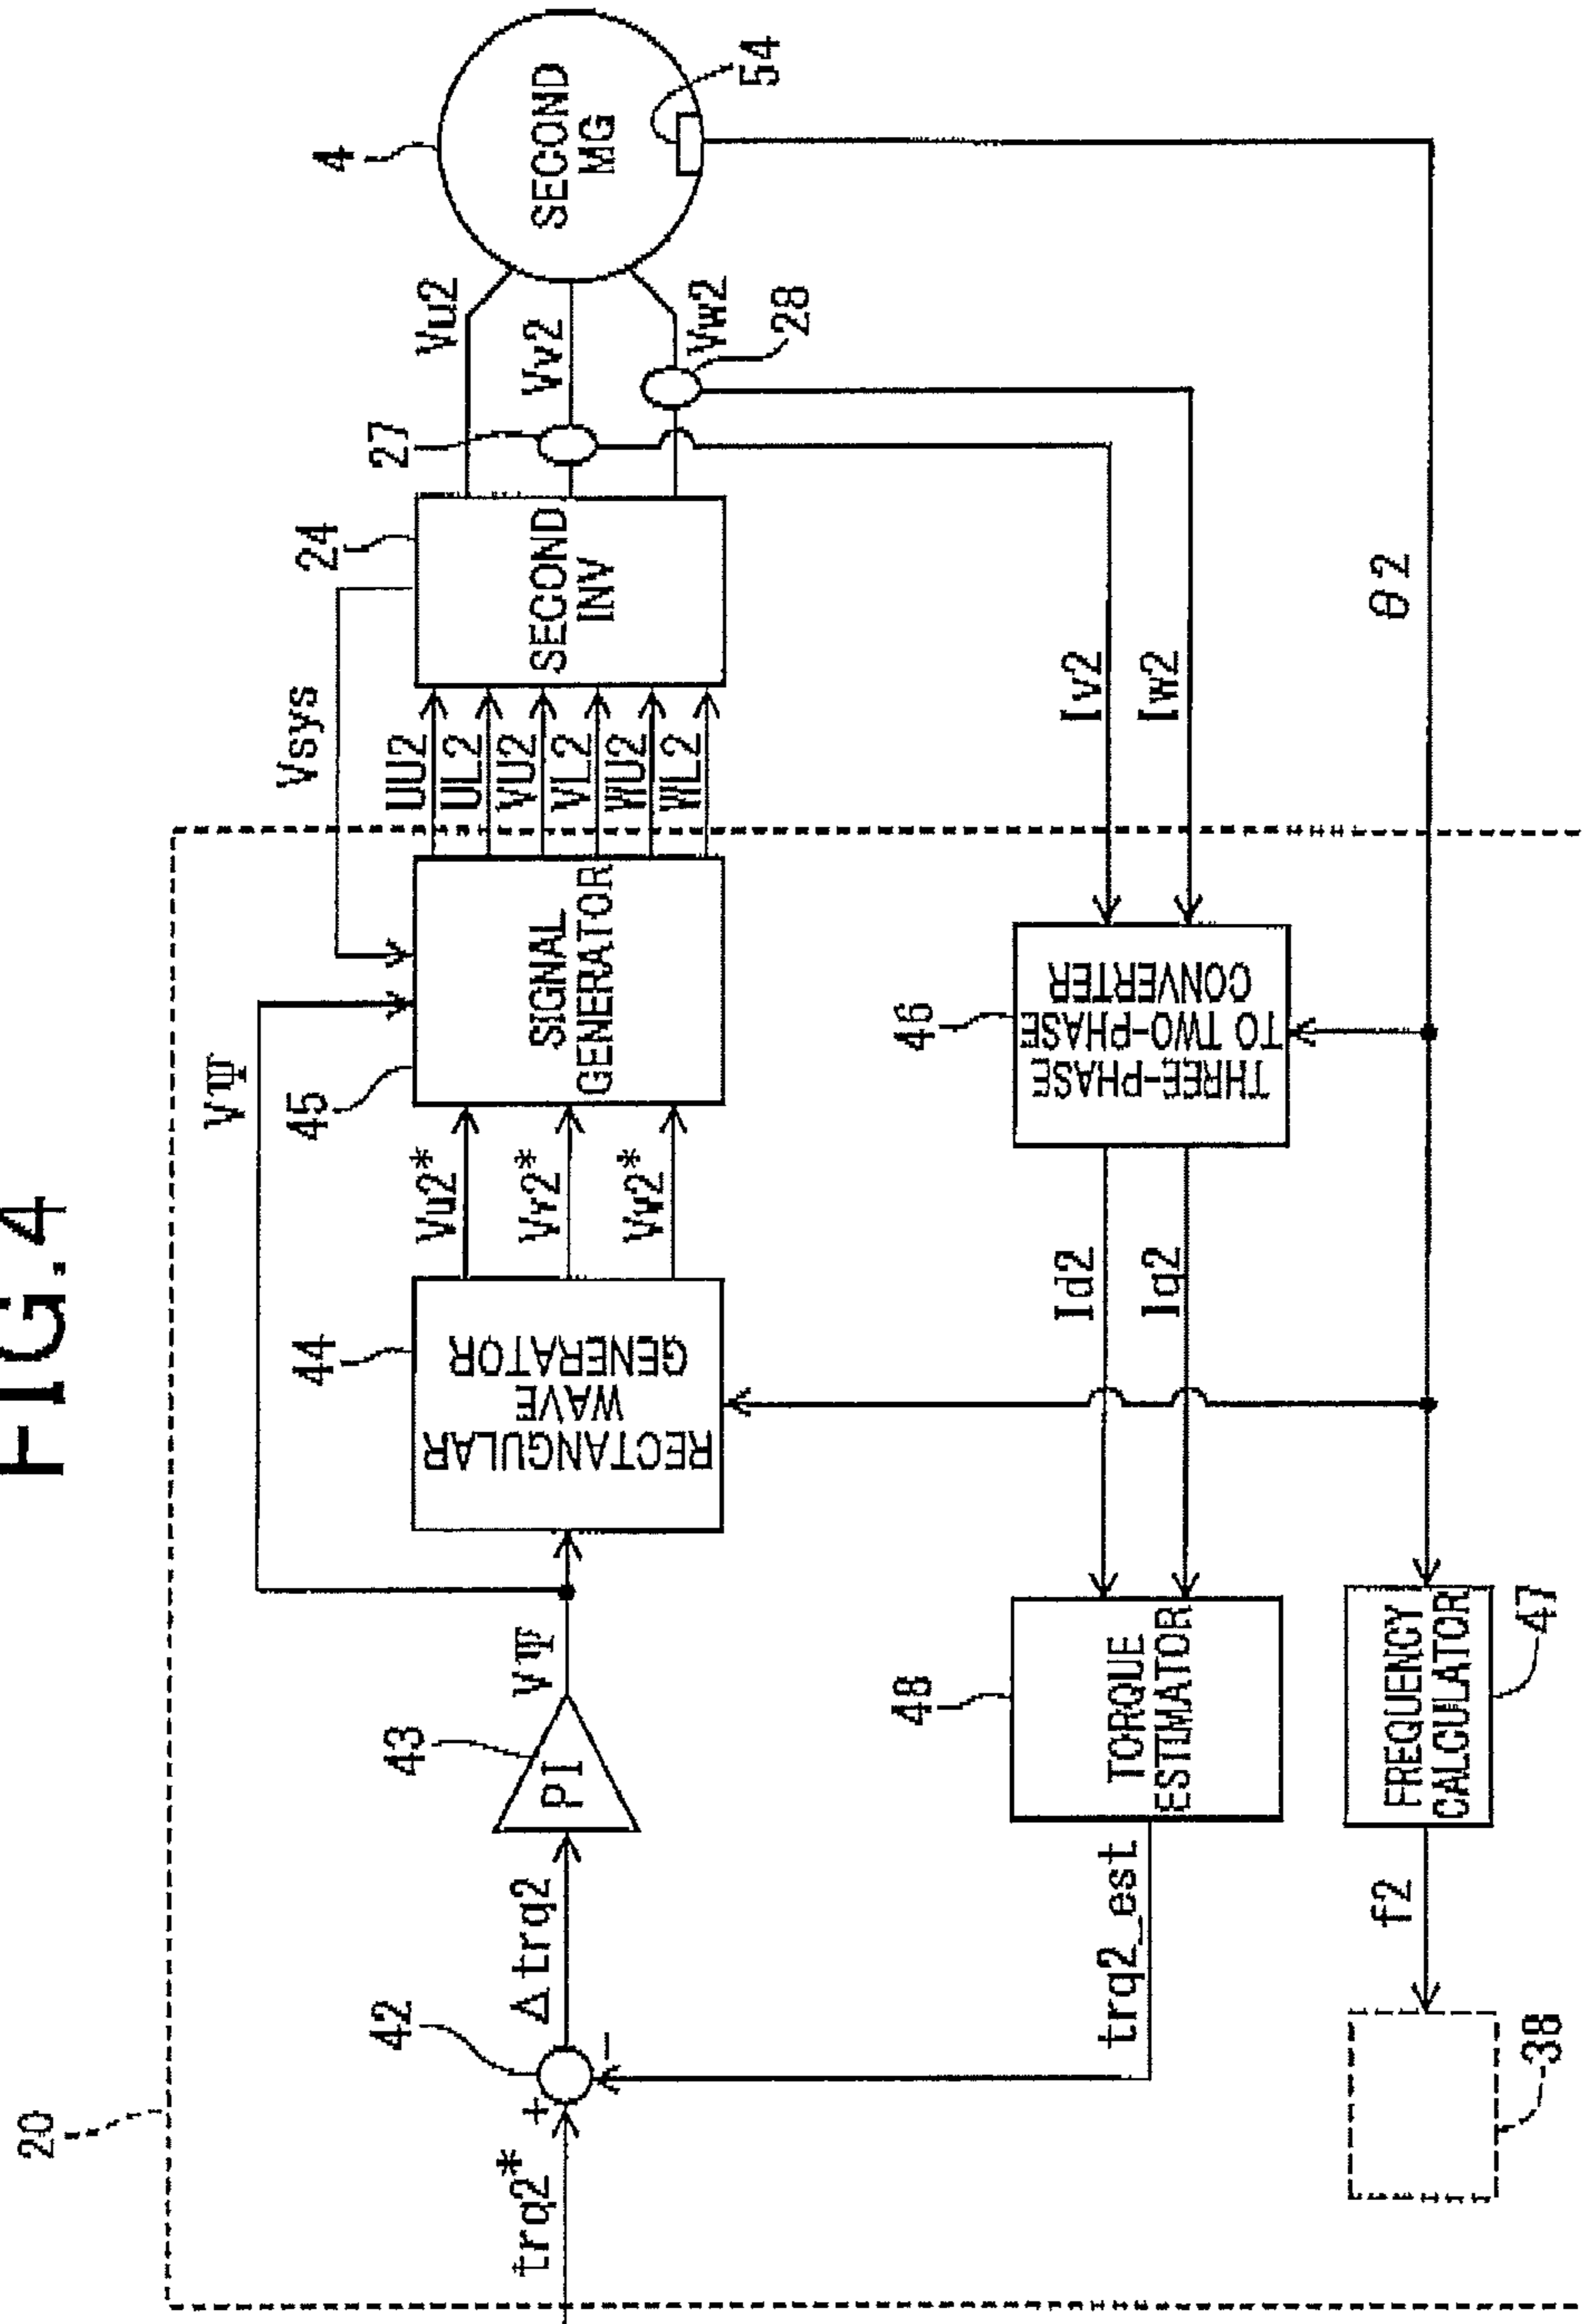 FIG.4
20
trq2*
+
-
42
Δtrq2
43
PI
VΨ
VΨ
44
RECTANGULAR
WAVE
GENERATOR
Vu2*
Vv2*
Vw2*
45
SIGNAL
GENERATOR
Vsys
UU2
UL2
VU2
VL2
WU2
WL2
24
SECOND
INV
27
28
Vu2
Vv2
Vw2
4
SECOND
MG
54
trq2_est
48
TORQUE
ESTMATOR
Id2
Iq2
46
THREE-PHASE
TO TWO-PHASE
CONVERTER
Iv2
Iw2
38
f2
FREQUENCY
CALCULATOR
47
θ2